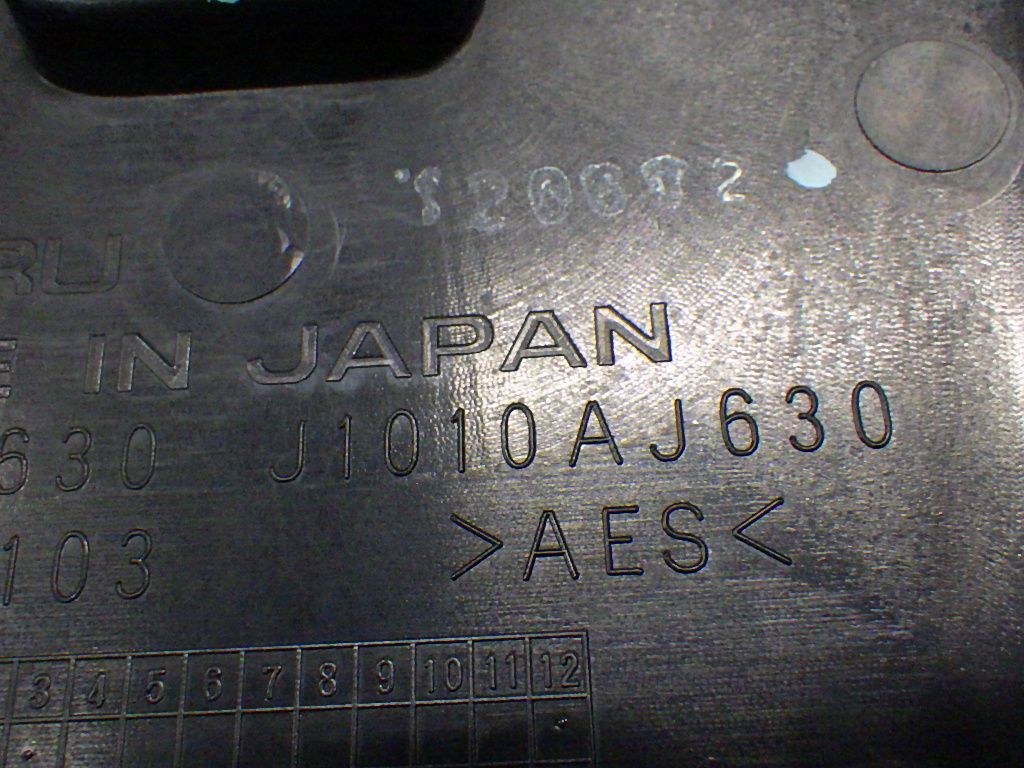 RU
E IN JAPAN
630 J1010AJ630
103 >AES<
3 4 5 6 7 8 9 10 11 12